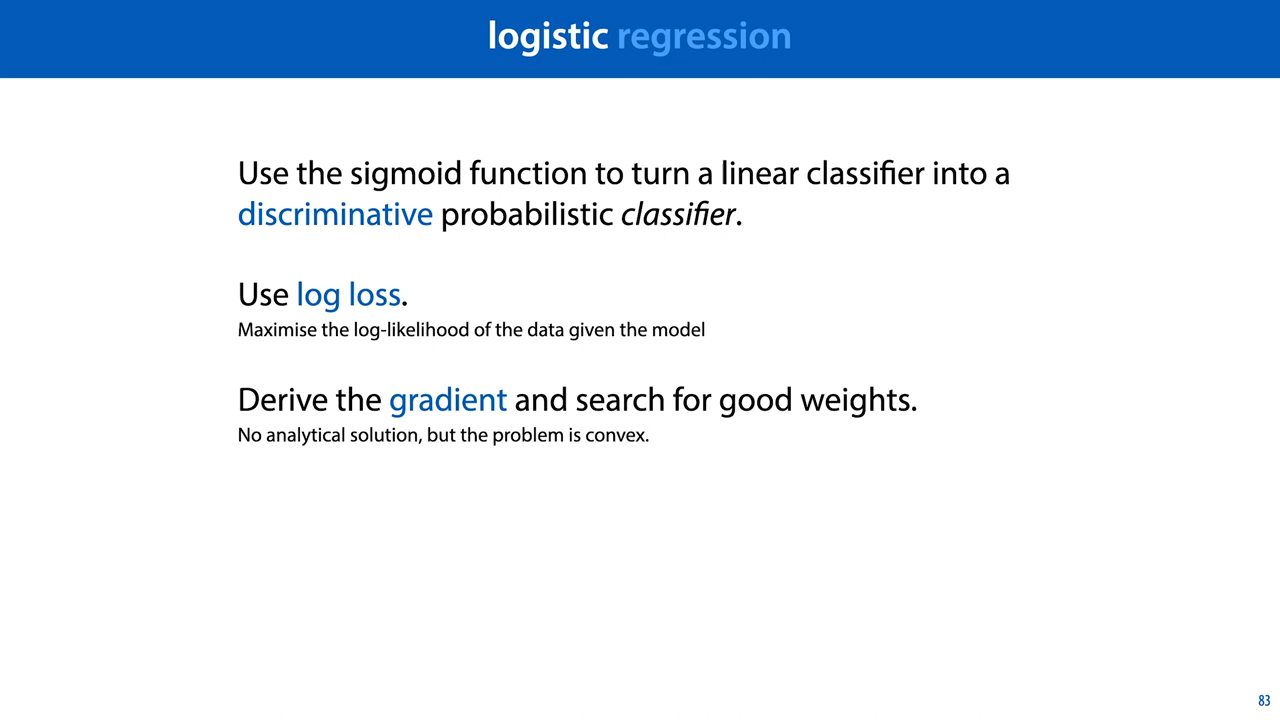 logistic regression
Use the sigmoid function to turn a linear classifier into a
discriminative probabilistic classifier.
Use log loss.
Maximise the log-likelihood of the data given the model
Derive the gradient and search for good weights.
No analytical solution, but the problem is convex.
83